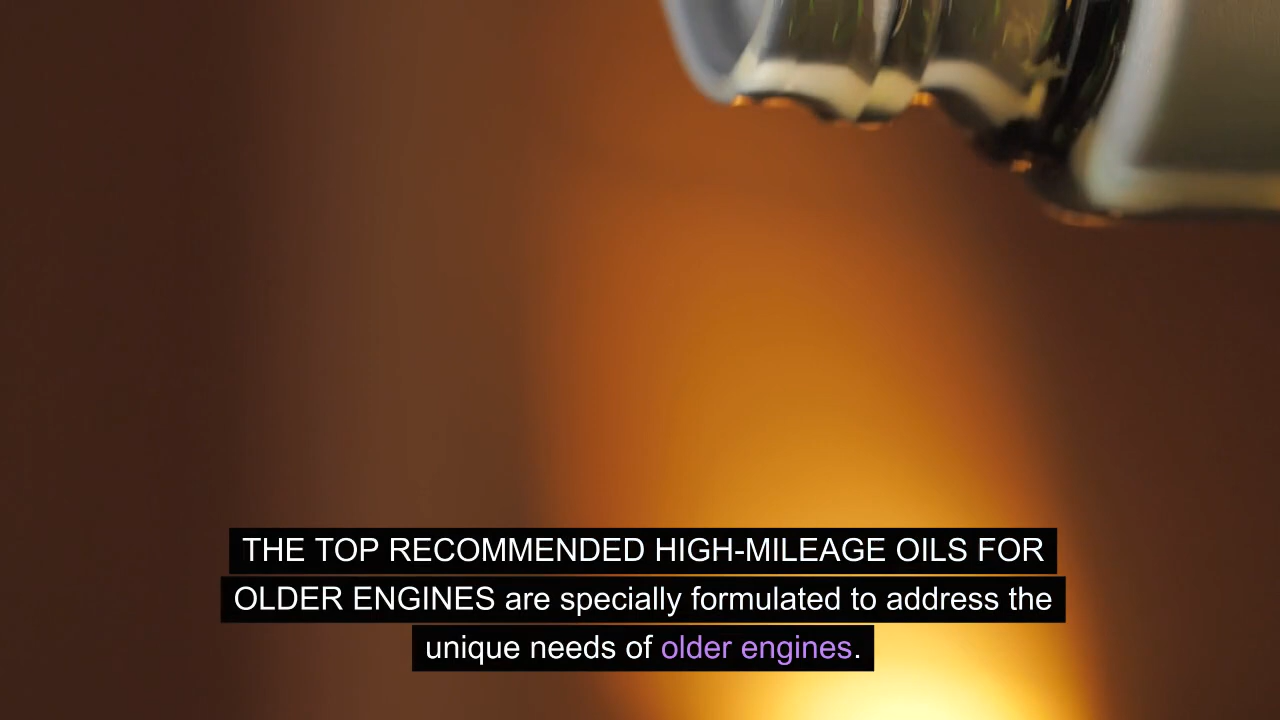 THE TOP RECOMMENDED HIGH-MILEAGE OILS FOR
OLDER ENGINES are specially formulated to address the
unique needs of older engines.